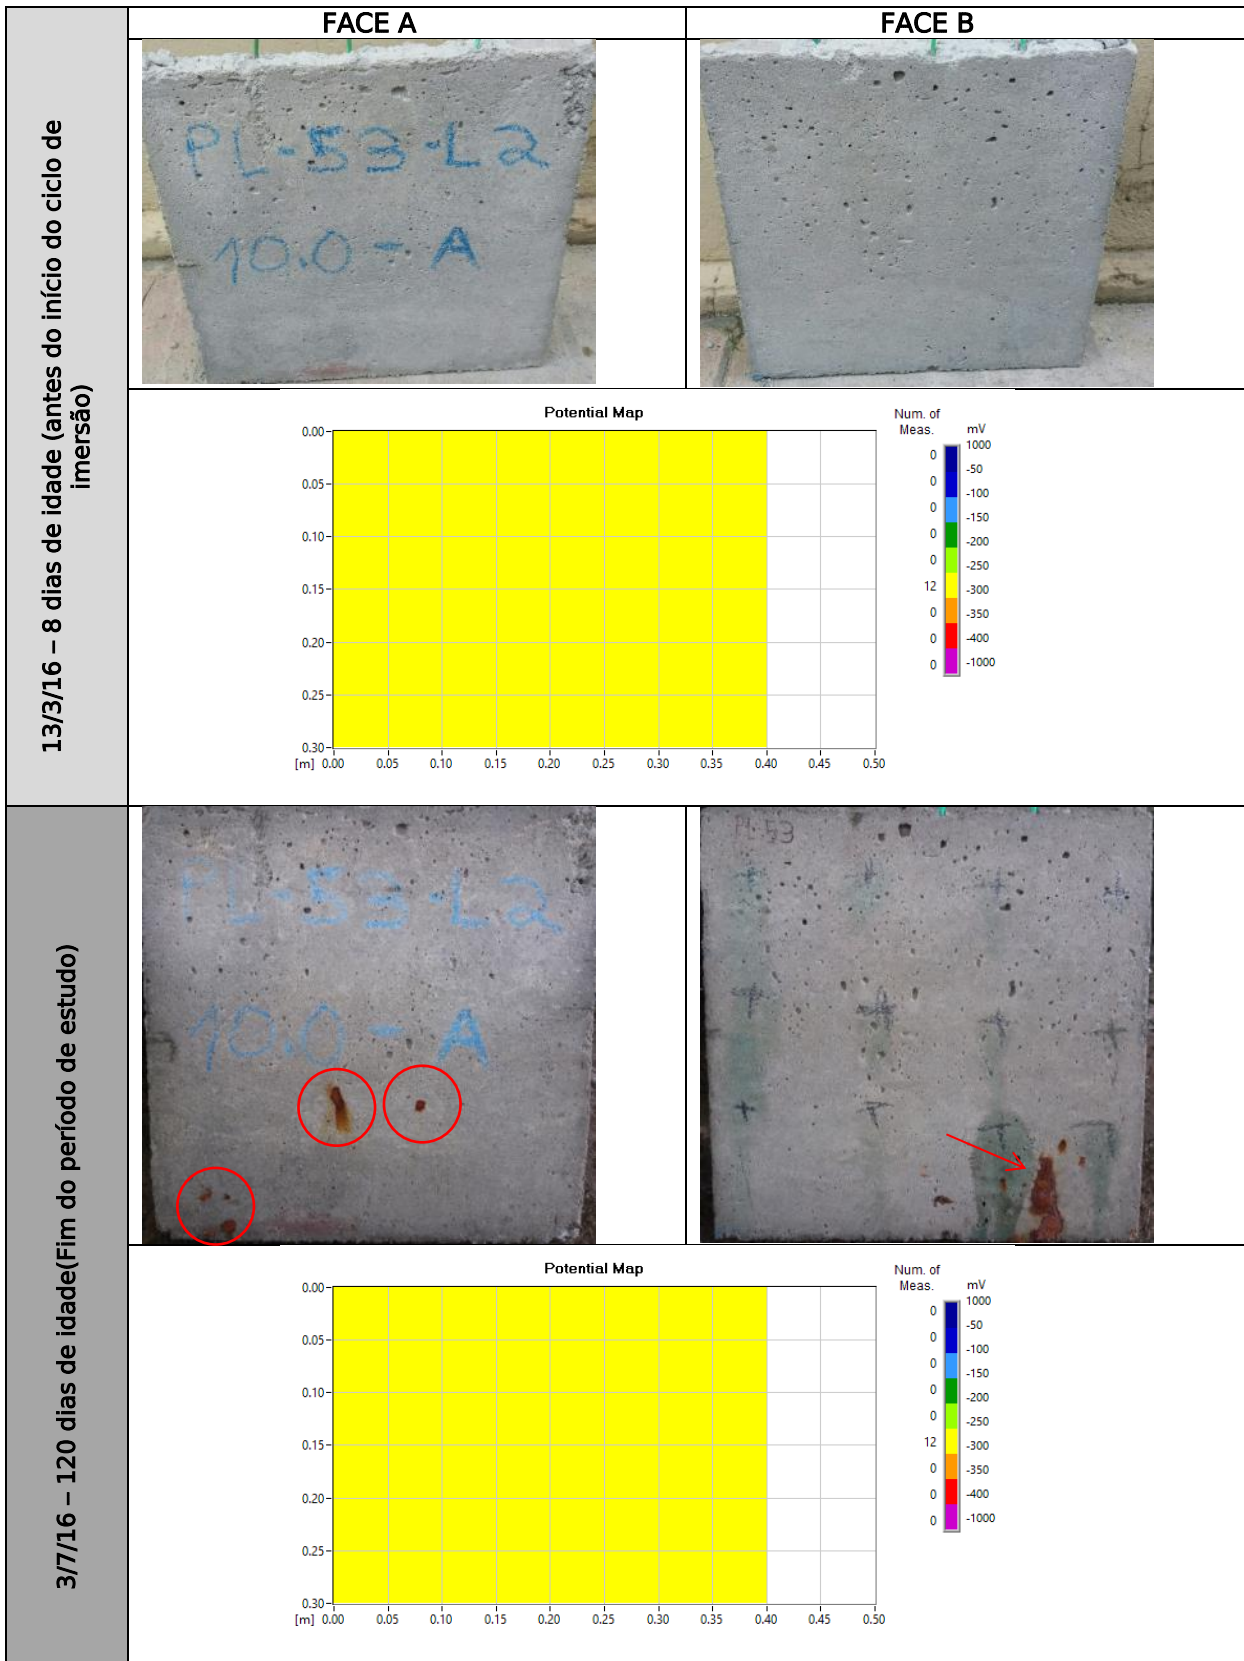 FACE A
FACE B
13/3/16 – 8 dias de idade (antes do início do ciclo de
imersão)
PL-53-L2
10.0-A
Potential Map
Num. of
Meas.
mV
0.00
0.05
0.10
0.15
0.20
0.25
0.30
[m] 0.00 0.05 0.10 0.15 0.20 0.25 0.30 0.35 0.40 0.45 0.50
0
0
0
0
0
12
0
0
0
1000
-50
-100
-150
-200
-250
-300
-350
-400
-1000
3/7/16 – 120 dias de idade(Fim do período de estudo)
PL-53-L2
10.0-A
PL-53
Potential Map
Num. of
Meas.
mV
0.00
0.05
0.10
0.15
0.20
0.25
0.30
[m] 0.00 0.05 0.10 0.15 0.20 0.25 0.30 0.35 0.40 0.45 0.50
0
0
0
0
0
12
0
0
0
1000
-50
-100
-150
-200
-250
-300
-350
-400
-1000